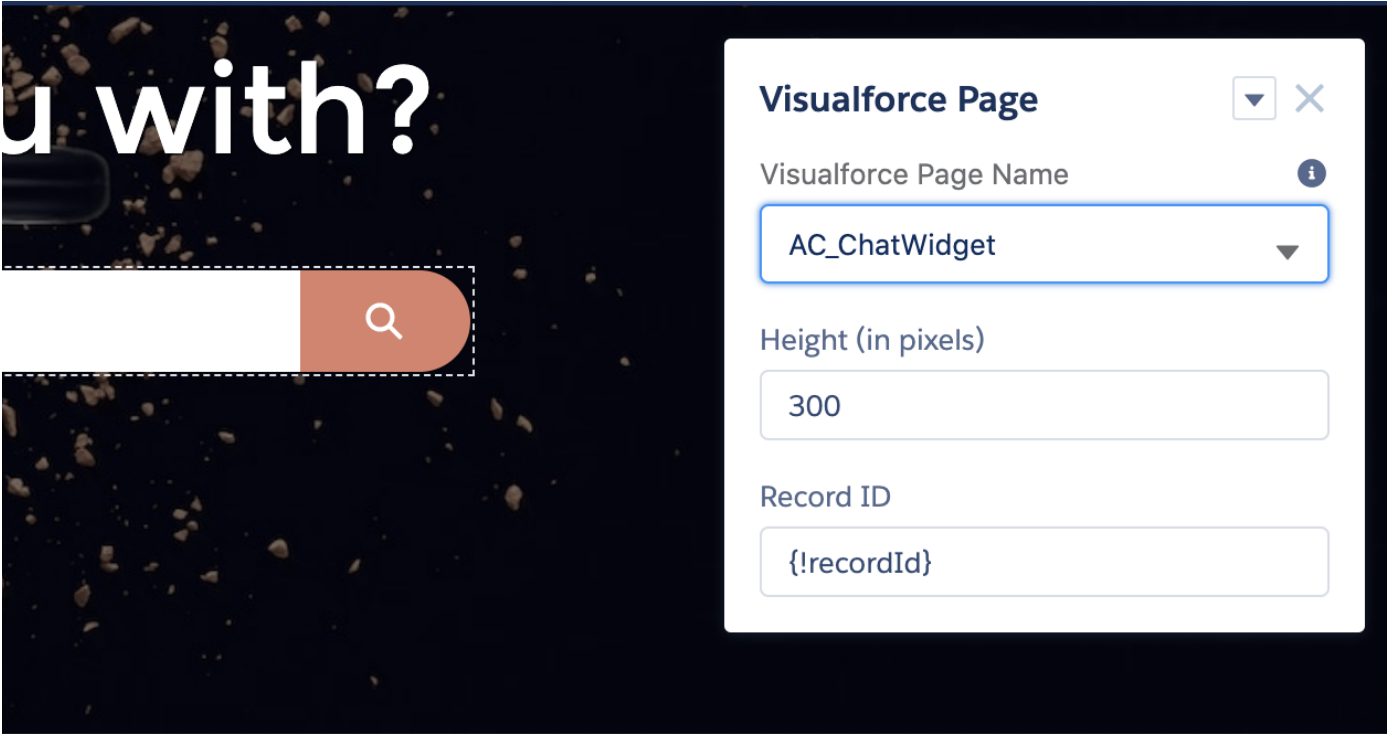 u with?
Visualforce Page
Visualforce Page Name
AC_ChatWidget
Height (in pixels)
300
Record ID
{!recordId}